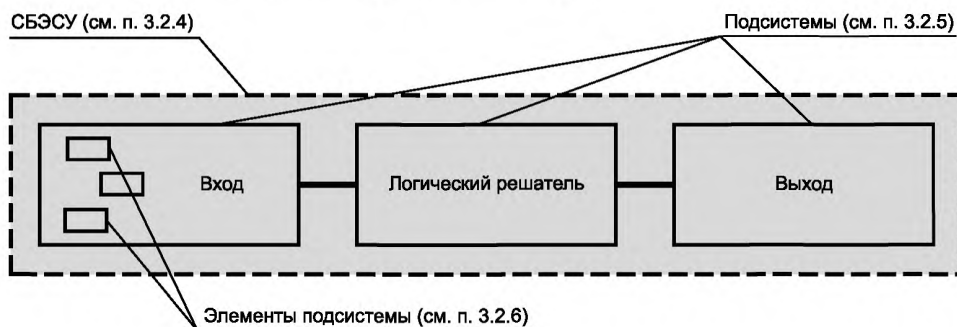 СБЭСУ (см. п. 3.2.4)
Подсистемы (см. п. 3.2.5)
Вход
Логический решатель
Выход
Элементы подсистемы (см. п. 3.2.6)